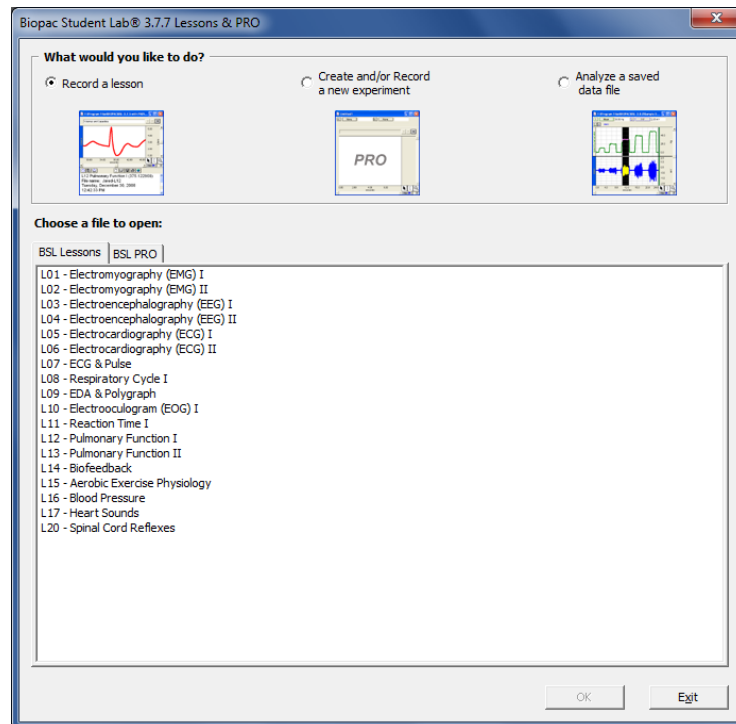 Biopac Student Lab® 3.7.7 Lessons & PRO
What would you like to do?
Record a lesson
Create and/or Record
a new experiment
Analyze a saved
data file
PRO
Choose a file to open:
BSL Lessons
BSL PRO
L01 - Electromyography (EMG) I
L02 - Electromyography (EMG) II
L03 - Electroencephalography (EEG) I
L04 - Electroencephalography (EEG) II
L05 - Electrocardiography (ECG) I
L06 - Electrocardiography (ECG) II
L07 - ECG & Pulse
L08 - Respiratory Cycle I
L09 - EDA & Polygraph
L10 - Electrooculogram (EOG) I
L11 - Reaction Time I
L12 - Pulmonary Function I
L13 - Pulmonary Function II
L14 - Biofeedback
L15 - Aerobic Exercise Physiology
L16 - Blood Pressure
L17 - Heart Sounds
L20 - Spinal Cord Reflexes
OK
Exit